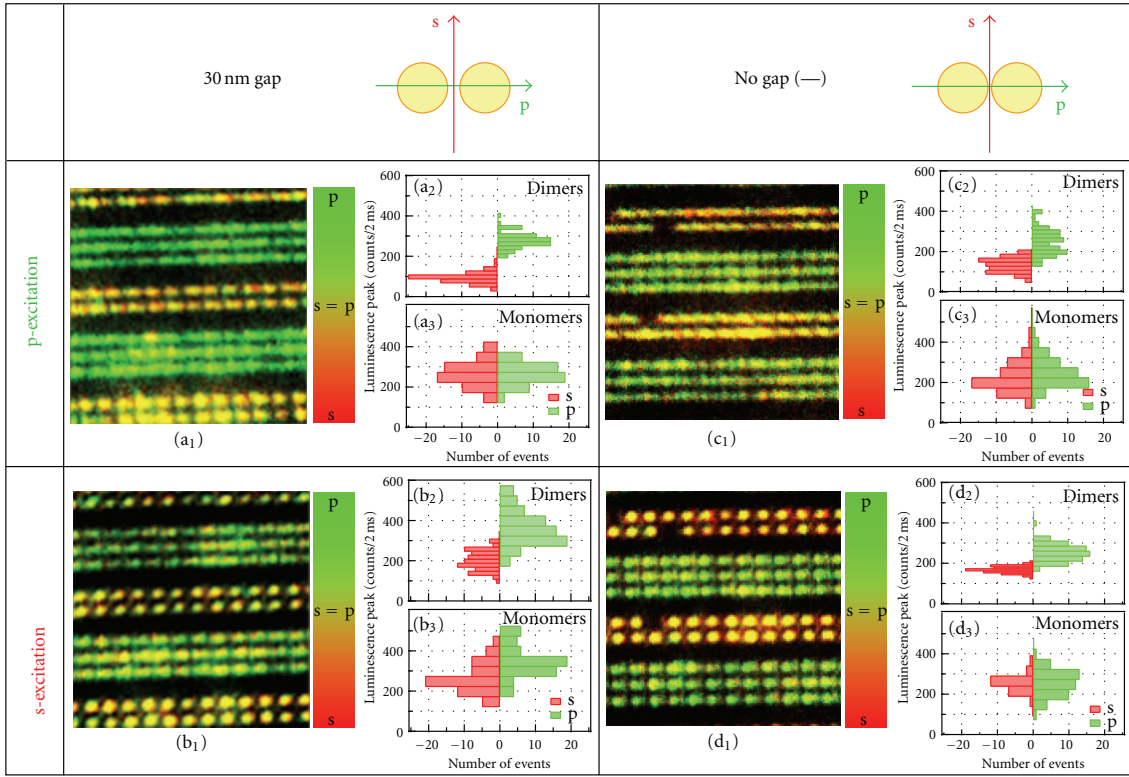 30 nm gap
s
p
No gap (—)
s
p
p-excitation
p
s = p
s
(a1)
Luminescence peak (counts/2 ms)
600
400
200
0
(a2)
Dimers
400
200
0
(a3)
Monomers
s
p
−20 −10 0 10 20
Number of events
p
s = p
s
(c1)
Luminescence peak (counts/2 ms)
600
400
200
0
(c2)
Dimers
400
200
0
(c3)
Monomers
s
p
−20 −10 0 10 20
Number of events
s-excitation
p
s = p
s
(b1)
Luminescence peak (counts/2 ms)
600
400
200
0
(b2)
Dimers
400
200
0
(b3)
Monomers
s
p
−20 −10 0 10 20
Number of events
p
s = p
s
(d1)
Luminescence peak (counts/2 ms)
600
400
200
0
(d2)
Dimers
400
200
0
(d3)
Monomers
s
p
−20 −10 0 10 20
Number of events